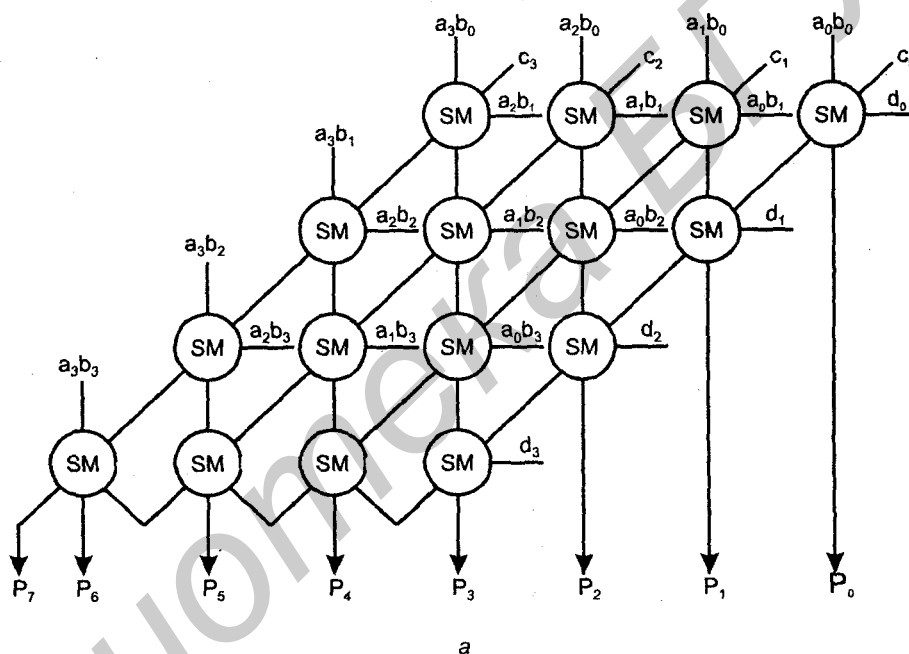 a₃b₀ a₂b₀ a₁b₀ a₀b₀
c₃ c₂ c₁ c
SM a₂b₁ SM a₁b₁ SM a₀b₁ SM d₀
a₃b₁
SM a₂b₂ SM a₁b₂ SM a₀b₂ SM d₁
a₃b₂
SM a₂b₃ SM a₁b₃ SM a₀b₃ SM d₂
a₃b₃
SM SM SM SM d₃
P₇ P₆ P₅ P₄ P₃ P₂ P₁ P₀
a